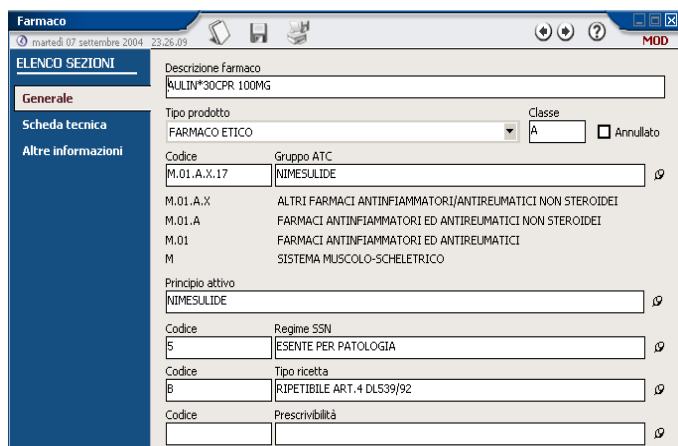 Farmaco
martedì 07 settembre 2004 23.26.09
MOD
ELENCO SEZIONI
Generale
Scheda tecnica
Altre informazioni
Descrizione farmaco
AULIN*30CPR 100MG
Tipo prodotto Classe
FARMACO ETICO A Annullato
Codice Gruppo ATC
M.01.A.X.17 NIMESULIDE
M.01.A.X ALTRI FARMACI ANTINFIAMMATORI/ANTIREUMATICI NON STEROIDEI
M.01.A FARMACI ANTINFIAMMATORI ED ANTIREUMATICI NON STEROIDEI
M.01 FARMACI ANTINFIAMMATORI ED ANTIREUMATICI
M SISTEMA MUSCOLO-SCHELETRICO
Principio attivo
NIMESULIDE
Codice Regime SSN
5 ESENTE PER PATOLOGIA
Codice Tipo ricetta
B RIPETIBILE ART.4 DL539/92
Codice Prescrivibilità